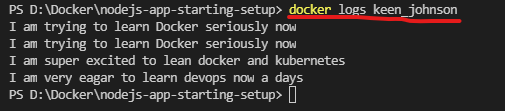 PS D:\Docker\nodejs-app-starting-setup> docker logs keen_johnson
I am trying to learn Docker seriously now
I am trying to learn Docker seriously now
I am super excited to lean docker and kubernetes
I am very eagar to learn devops now a days
PS D:\Docker\nodejs-app-starting-setup>